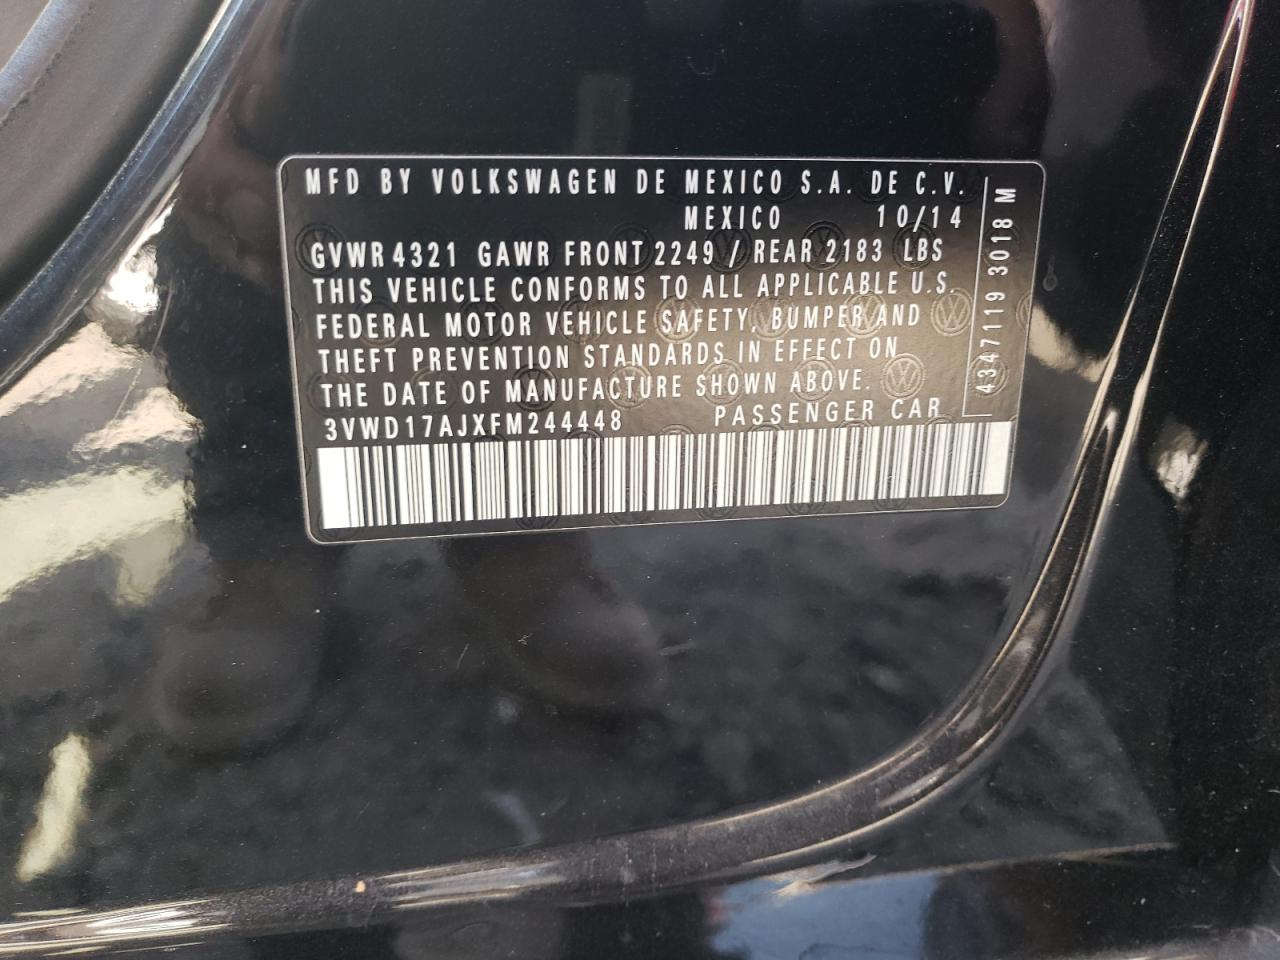 MFD BY VOLKSWAGEN DE MEXICO S.A. DE C.V.
MEXICO 10/14
GVWR 4321 GAWR FRONT 2249 / REAR 2183 LBS
THIS VEHICLE CONFORMS TO ALL APPLICABLE U.S.
FEDERAL MOTOR VEHICLE SAFETY, BUMPER AND
THEFT PREVENTION STANDARDS IN EFFECT ON
THE DATE OF MANUFACTURE SHOWN ABOVE.
3VWD17AJXFM244448 PASSENGER CAR
4347119 3018 M